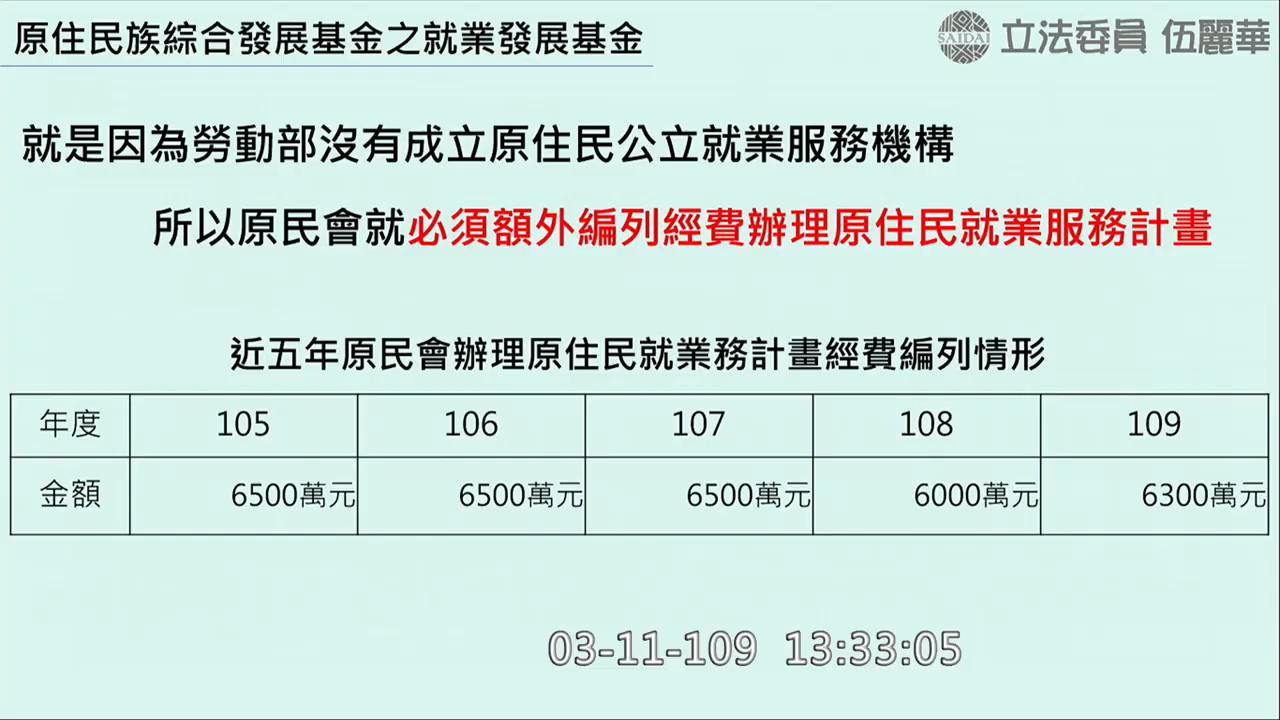 原住民族綜合發展基金之就業發展基金
SAIDAI 立法委員 伍麗華
就是因為勞動部沒有成立原住民公立就業服務機構
所以原民會就必須額外編列經費辦理原住民就業服務計畫
近五年原民會辦理原住民就業務計畫經費編列情形
年度 105 106 107 108 109
金額 6500萬元 6500萬元 6500萬元 6000萬元 6300萬元
03-11-109 13:33:05